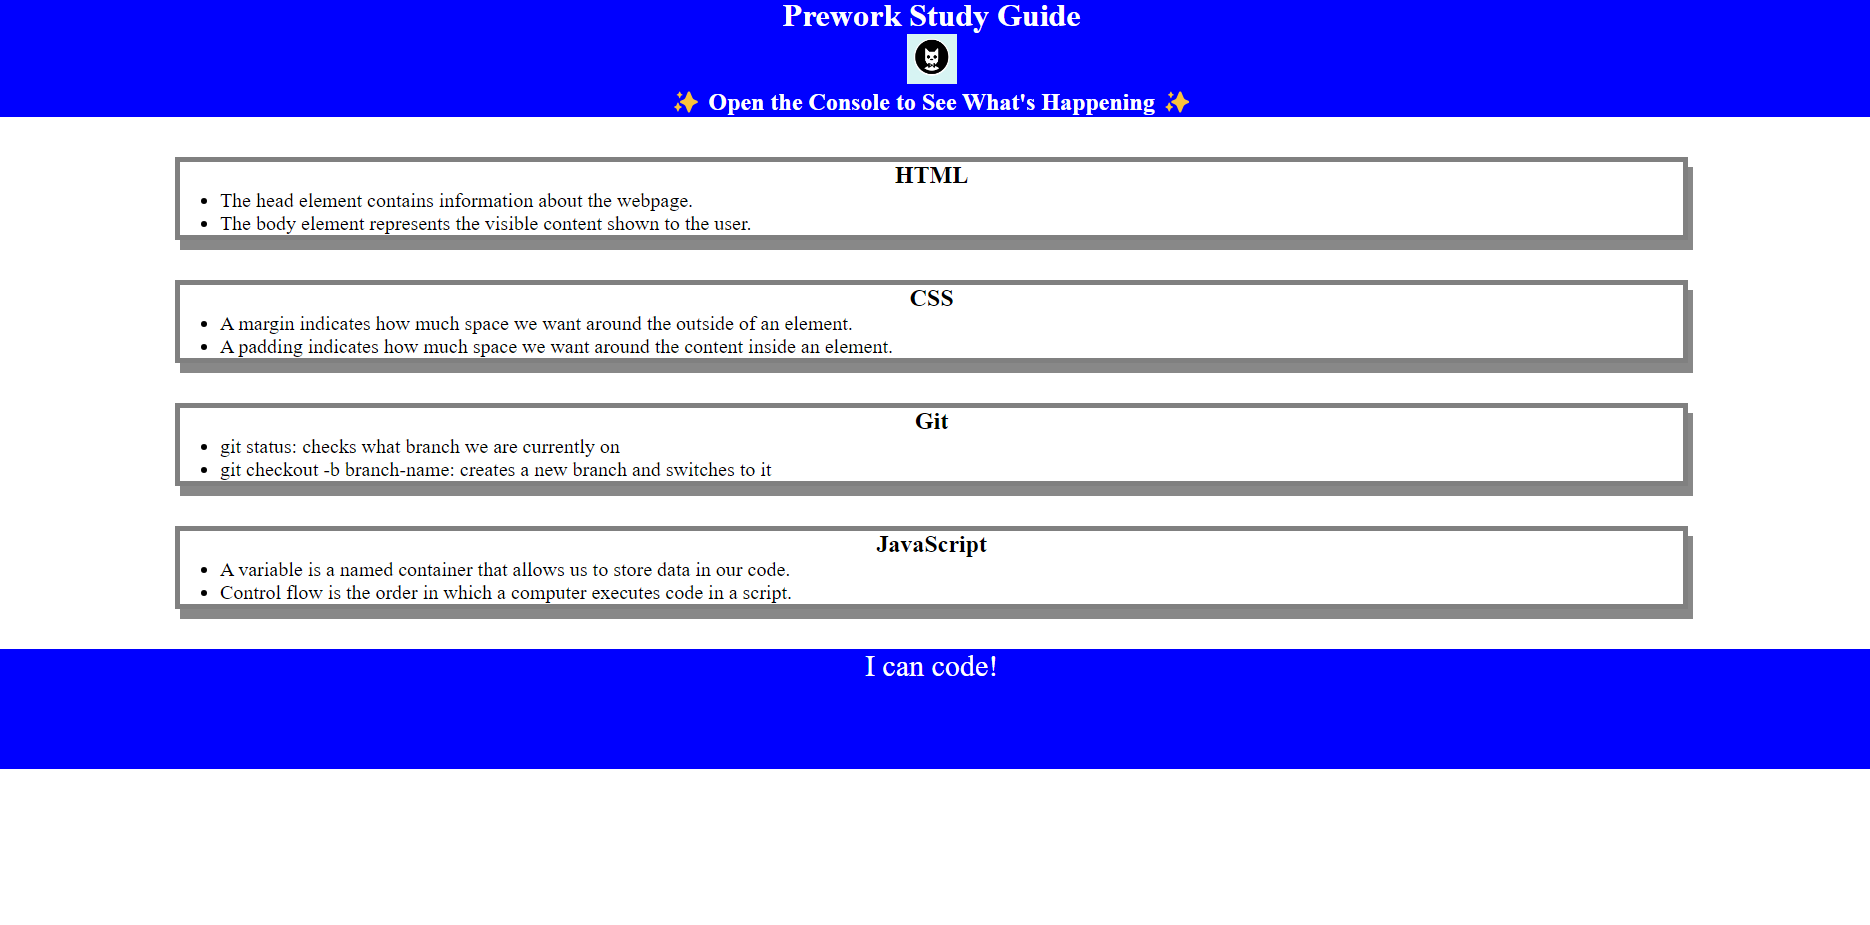 Prework Study Guide
✨ Open the Console to See What's Happening ✨
HTML
• The head element contains information about the webpage.
• The body element represents the visible content shown to the user.
CSS
• A margin indicates how much space we want around the outside of an element.
• A padding indicates how much space we want around the content inside an element.
Git
• git status: checks what branch we are currently on
• git checkout -b branch-name: creates a new branch and switches to it
JavaScript
• A variable is a named container that allows us to store data in our code.
• Control flow is the order in which a computer executes code in a script.
I can code!